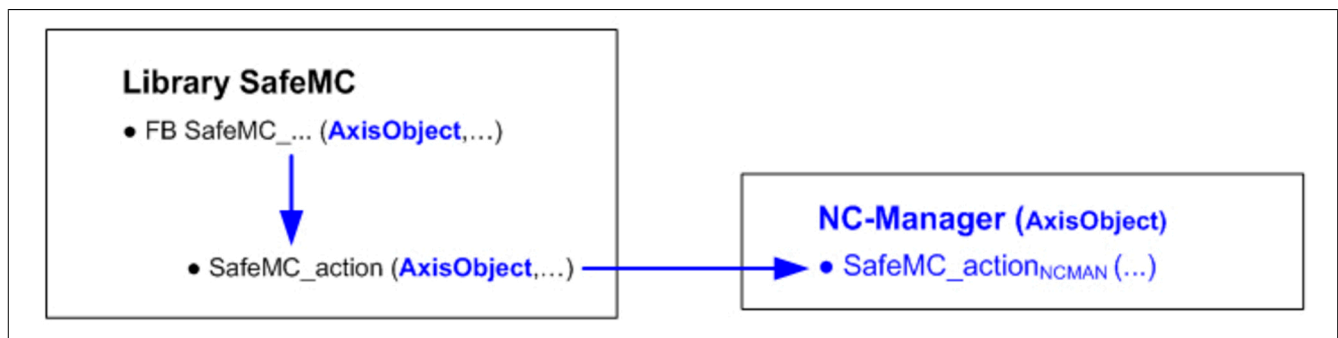 Library SafeMC
● FB SafeMC_... (AxisObject,...)
● SafeMC_action (AxisObject,...)
NC-Manager (AxisObject)
● SafeMC_actionNCMAN (...)